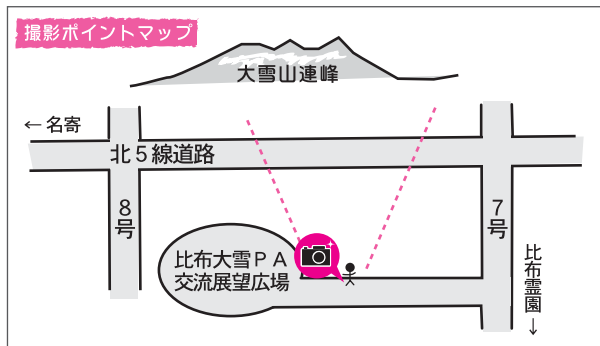 撮影ポイントマップ
大雪山連峰
← 名寄
北5線道路
8号
7号
比布大雪PA
交流展望広場
比布霊園→